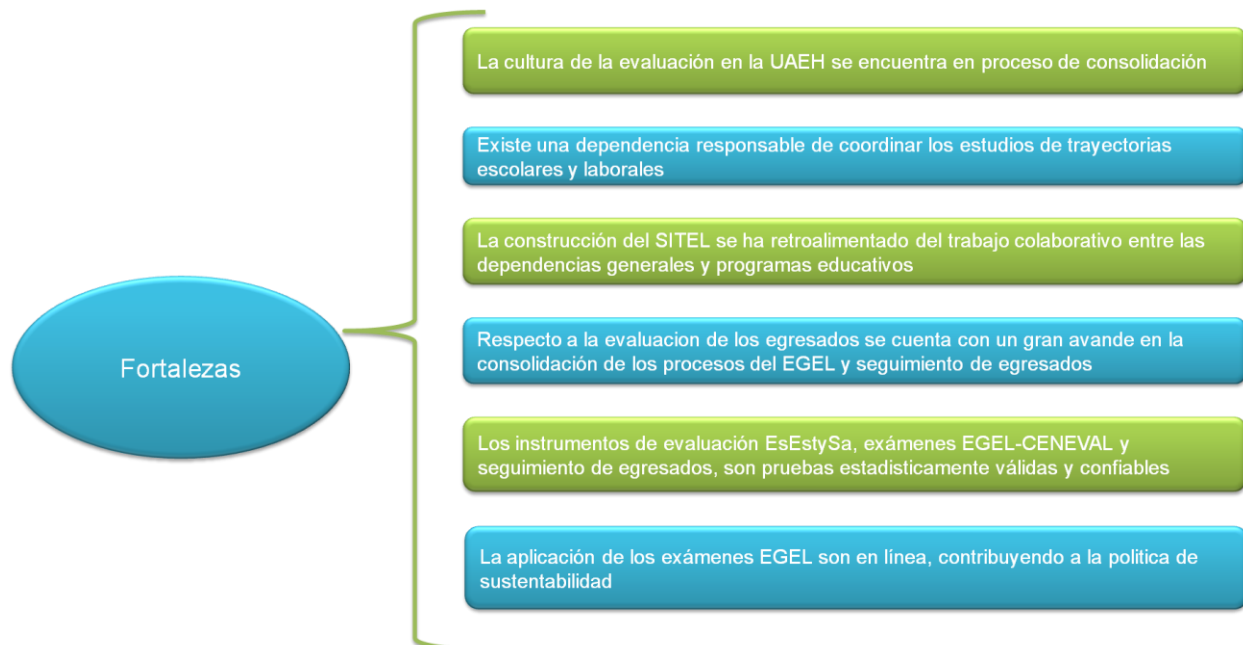 La cultura de la evaluación en la UAEH se encuentra en proceso de consolidación
Existe una dependencia responsable de coordinar los estudios de trayectorias
escolares y laborales
La construcción del SITEL se ha retroalimentado del trabajo colaborativo entre las
dependencias generales y programas educativos
Fortalezas
Respecto a la evaluacion de los egresados se cuenta con un gran avande en la
consolidación de los procesos del EGEL y seguimiento de egresados
Los instrumentos de evaluación EsEstySa, exámenes EGEL-CENEVAL y
seguimiento de egresados, son pruebas estadisticamente válidas y confiables
La aplicación de los exámenes EGEL son en línea, contribuyendo a la politica de
sustentabilidad